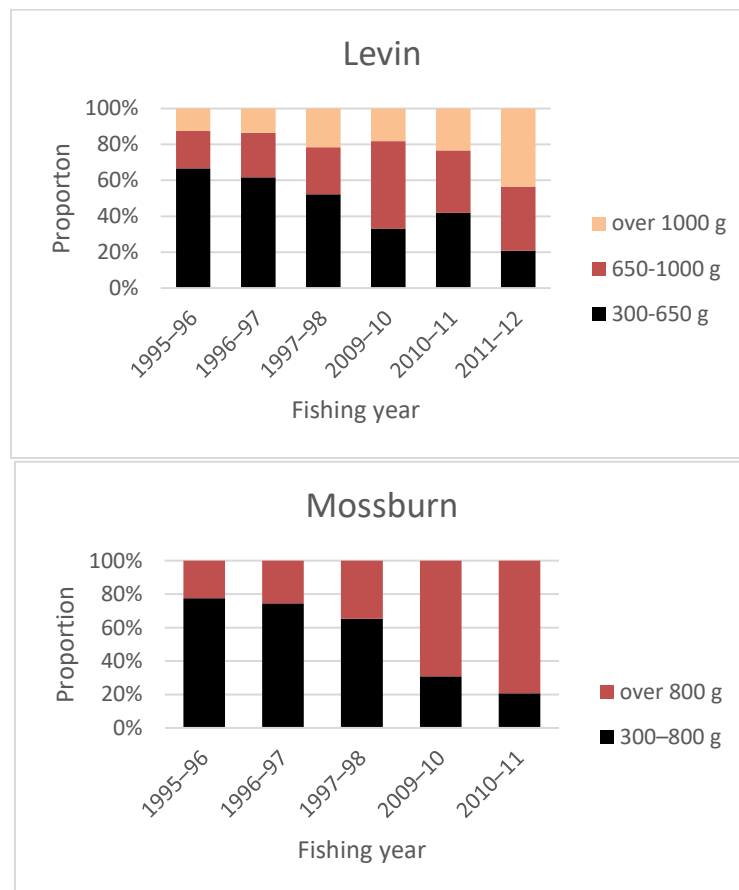 Levin
Proporton
100%
80%
60%
40%
20%
0%
1995–96
1996–97
1997–98
2009–10
2010–11
2011–12
Fishing year
over 1000 g
650-1000 g
300-650 g
Mossburn
Proportion
100%
80%
60%
40%
20%
0%
1995–96
1996–97
1997–98
2009–10
2010–11
Fishing year
over 800 g
300–800 g